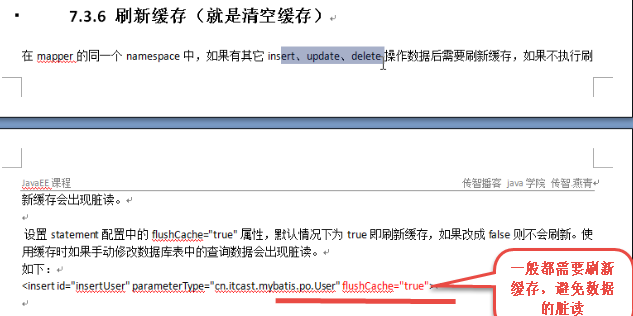 ▪ 7.3.6 刷新缓存（就是清空缓存）
在 mapper 的同一个 namespace 中，如果有其它 insert、update、delete 操作数据后需要刷新缓存，如果不执行刷
JavaEE 课程 传智播客 java 学院 传智.燕青
新缓存会出现脏读。
设置 statement 配置中的 flushCache="true" 属性，默认情况下为 true 即刷新缓存，如果改成 false 则不会刷新。使
用缓存时如果手动修改数据库表中的查询数据会出现脏读。
如下：
<insert id="insertUser" parameterType="cn.itcast.mybatis.po.User" flushCache="true">
一般都需要刷新
缓存，避免数据
的脏读